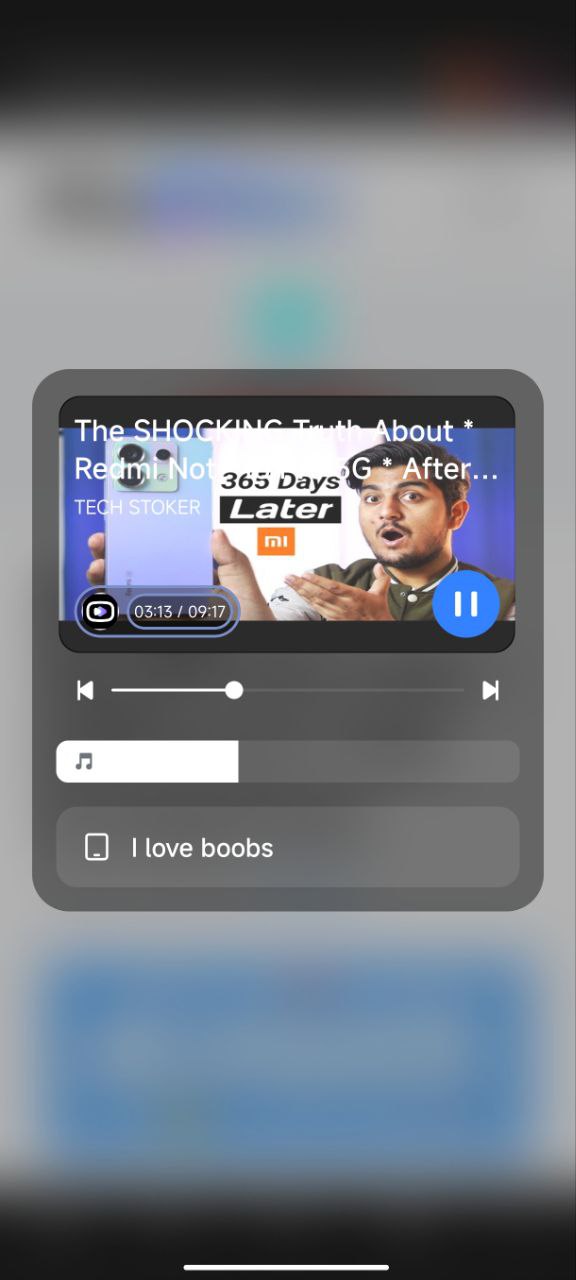 The SHOCKING Truth About *
Redmi Not 5G * After...
TECH STOKER
365 Days
Later
mi
03:13 / 09:17
I love boobs